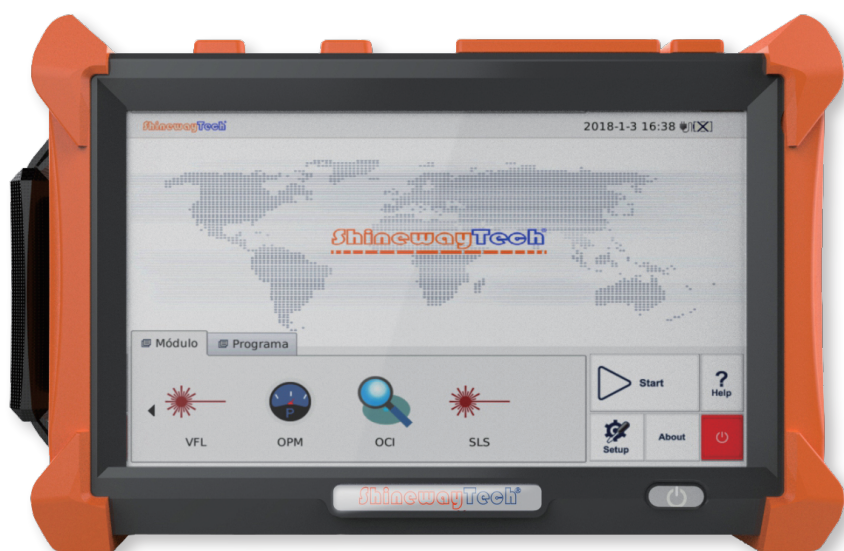 ShinewayTech
2018-1-3 16:38
ShinewayTech®
Módulo
Programa
VFL
P
OPM
OCI
SLS
Start
?
Help
Setup
About
ShinewayTech®